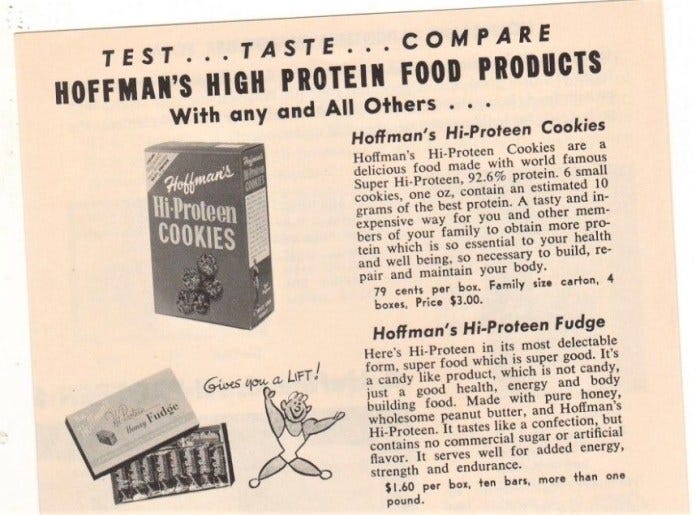 TEST...TASTE...COMPARE
HOFFMAN'S HIGH PROTEIN FOOD PRODUCTS
With any and All Others . . .
Hoffman's
Hi-Proteen
COOKIES
Hoffman's Hi-Proteen Cookies
Hoffman's Hi-Proteen Cookies are a
delicious food made with world famous
Super Hi-Proteen, 92.6% protein. 6 small
cookies, one oz, contain an estimated 10
grams of the best protein. A tasty and in-
expensive way for you and other mem-
bers of your family to obtain more pro-
tein which is so essential to your health
and well being, so necessary to build, re-
pair and maintain your body.
79 cents per box. Family size carton, 4
boxes, Price $3.00.
Gives you a LIFT!
Hi-Proteen
Honey Fudge
Hoffman's Hi-Proteen Fudge
Here's Hi-Proteen in its most delectable
form, super food which is super good. It's
a candy like product, which is not candy,
just a good health, energy and body
building food. Made with pure honey,
wholesome peanut butter, and Hoffman's
Hi-Proteen. It tastes like a confection, but
contains no commercial sugar or artificial
flavor. It serves well for added energy,
strength and endurance.
$1.60 per box, ten bars, more than one
pound.